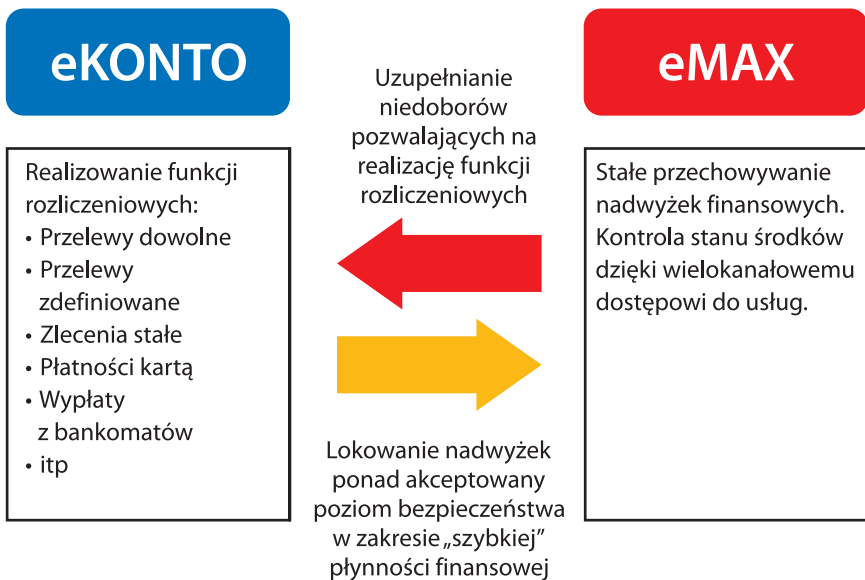 eKONTO
Realizowanie funkcji
rozliczeniowych:
• Przelewy dowolne
• Przelewy
zdefiniowane
• Zlecenia stałe
• Płatności kartą
• Wypłaty
z bankomatów
• itp
Uzupełnianie
niedoborów
pozwalających na
realizację funkcji
rozliczeniowych
Lokowanie nadwyżek
ponad akceptowany
poziom bezpieczeństwa
w zakresie „szybkiej”
płynności finansowej
eMAX
Stałe przechowywanie
nadwyżek finansowych.
Kontrola stanu środków
dzięki wielokanałowemu
dostępowi do usług.